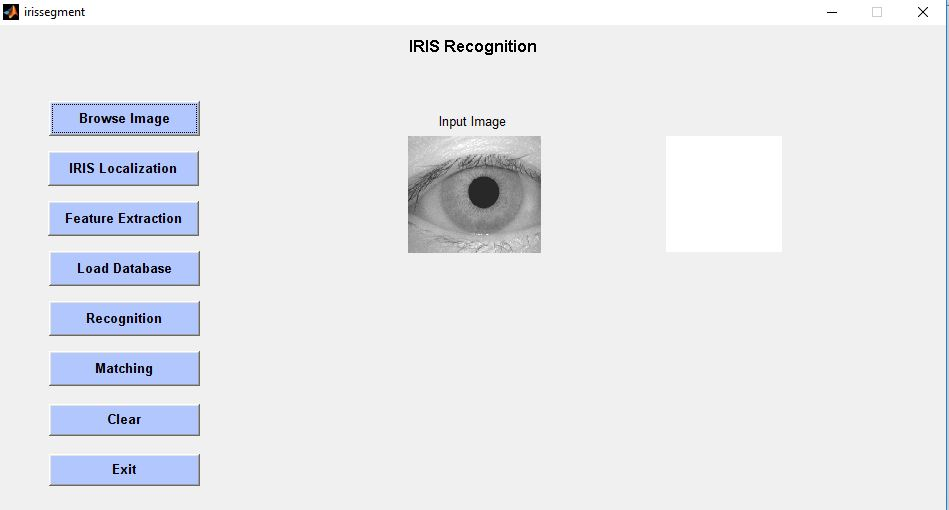 irissegment
IRIS Recognition
Browse Image
IRIS Localization
Feature Extraction
Load Database
Recognition
Matching
Clear
Exit
Input Image